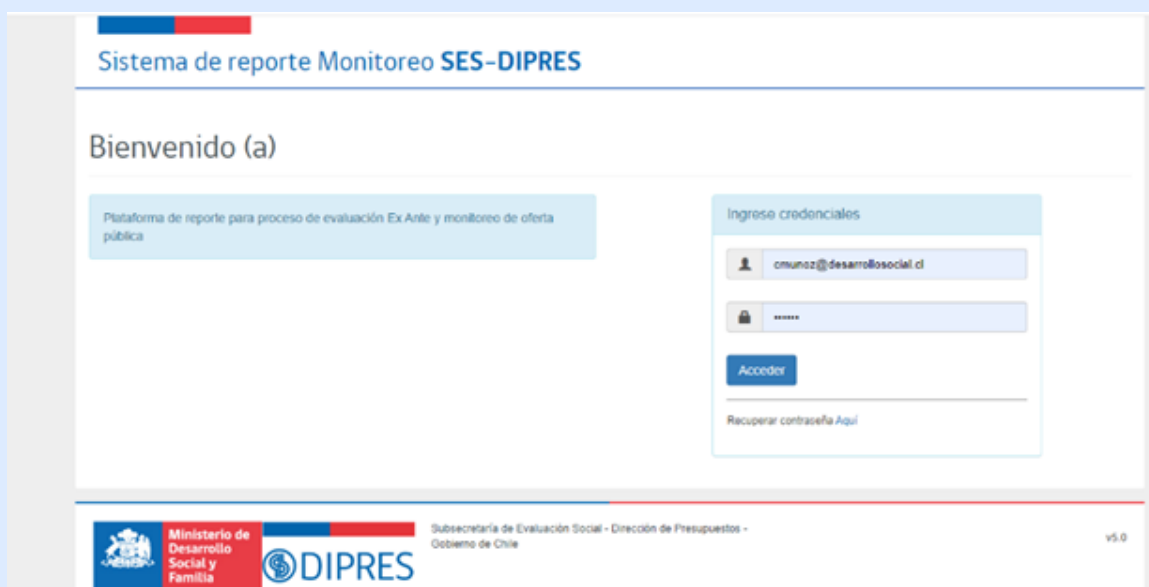 Sistema de reporte Monitoreo SES-DIPRES
Bienvenido (a)
Plataforma de reporte para proceso de evaluación Ex Ante y monitoreo de oferta
pública
Ingrese credenciales
cmunoz@desarrollosocial.cl
•••••••
Acceder
Recuperar contraseña Aquí
Ministerio de
Desarrollo
Social y
Familia
DIPRES
Subsecretaría de Evaluación Social - Dirección de Presupuestos -
Gobierno de Chile
v5.0